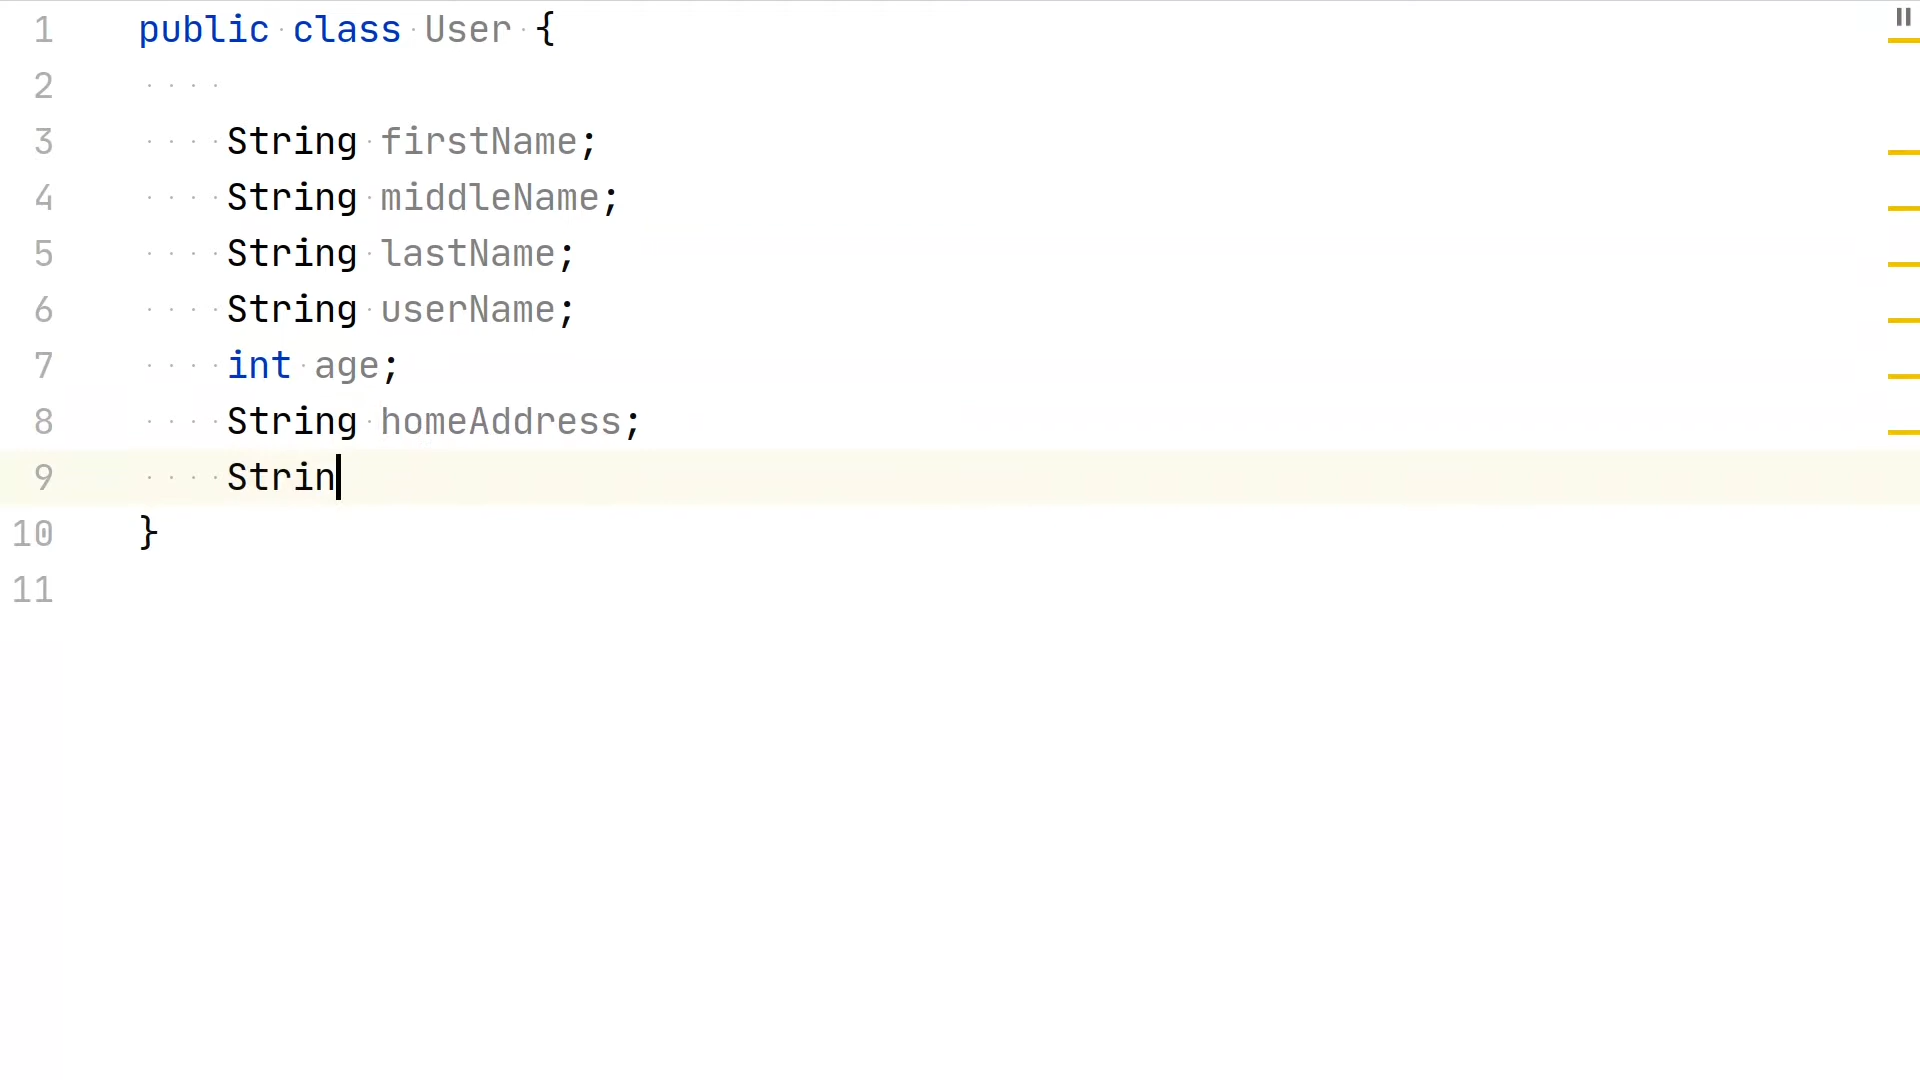 1 public class User {
2
3 String firstName;
4 String middleName;
5 String lastName;
6 String userName;
7 int age;
8 String homeAddress;
9 Strin
10 }
11